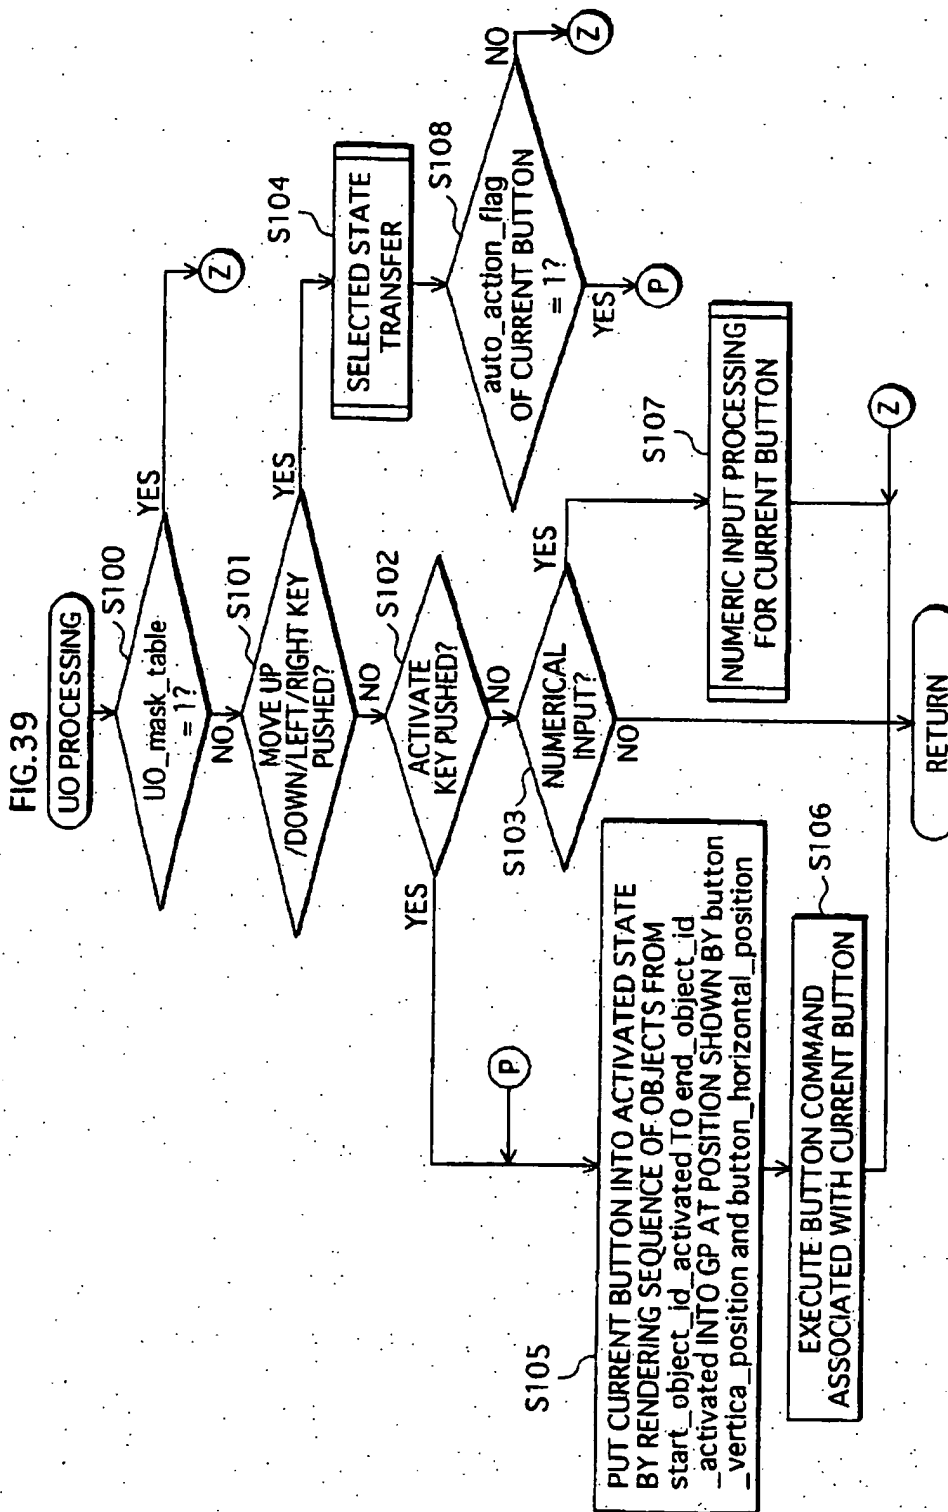 FIG.39
UO PROCESSING
S100
UO_mask_table
= 1?
YES
Z
NO
S101
MOVE UP
/DOWN/LEFT/RIGHT KEY
PUSHED?
YES
S104
SELECTED STATE
TRANSFER
S108
auto_action_flag
OF CURRENT BUTTON
= 1?
NO
Z
YES
P
NO
S102
ACTIVATE
KEY PUSHED?
YES
NO
S103
NUMERICAL
INPUT?
YES
NO
S107
NUMERIC INPUT PROCESSING
FOR CURRENT BUTTON
Z
P
S105
PUT CURRENT BUTTON INTO ACTIVATED STATE
BY RENDERING SEQUENCE OF OBJECTS FROM
start_object_id_activated TO end_object_id
_activated INTO GP AT POSITION SHOWN BY button
_vertica_position and button_horizontal_position
S106
EXECUTE BUTTON COMMAND
ASSOCIATED WITH CURRENT BUTTON
RETURN